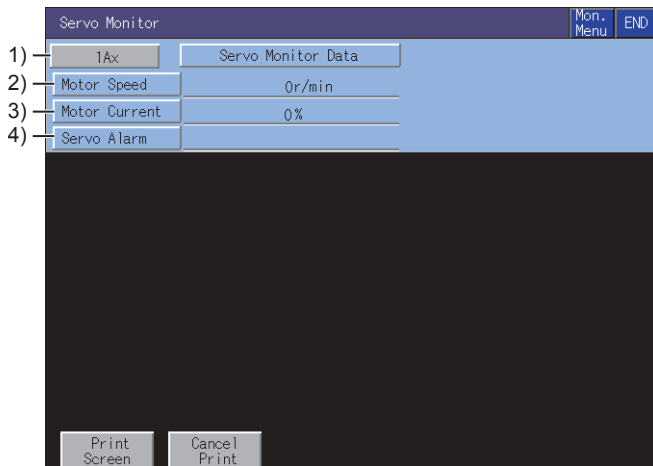 Servo Monitor
Mon. Menu
END
1)
1Ax
Servo Monitor Data
2)
Motor Speed
0r/min
3)
Motor Current
0%
4)
Servo Alarm
Print Screen
Cancel Print